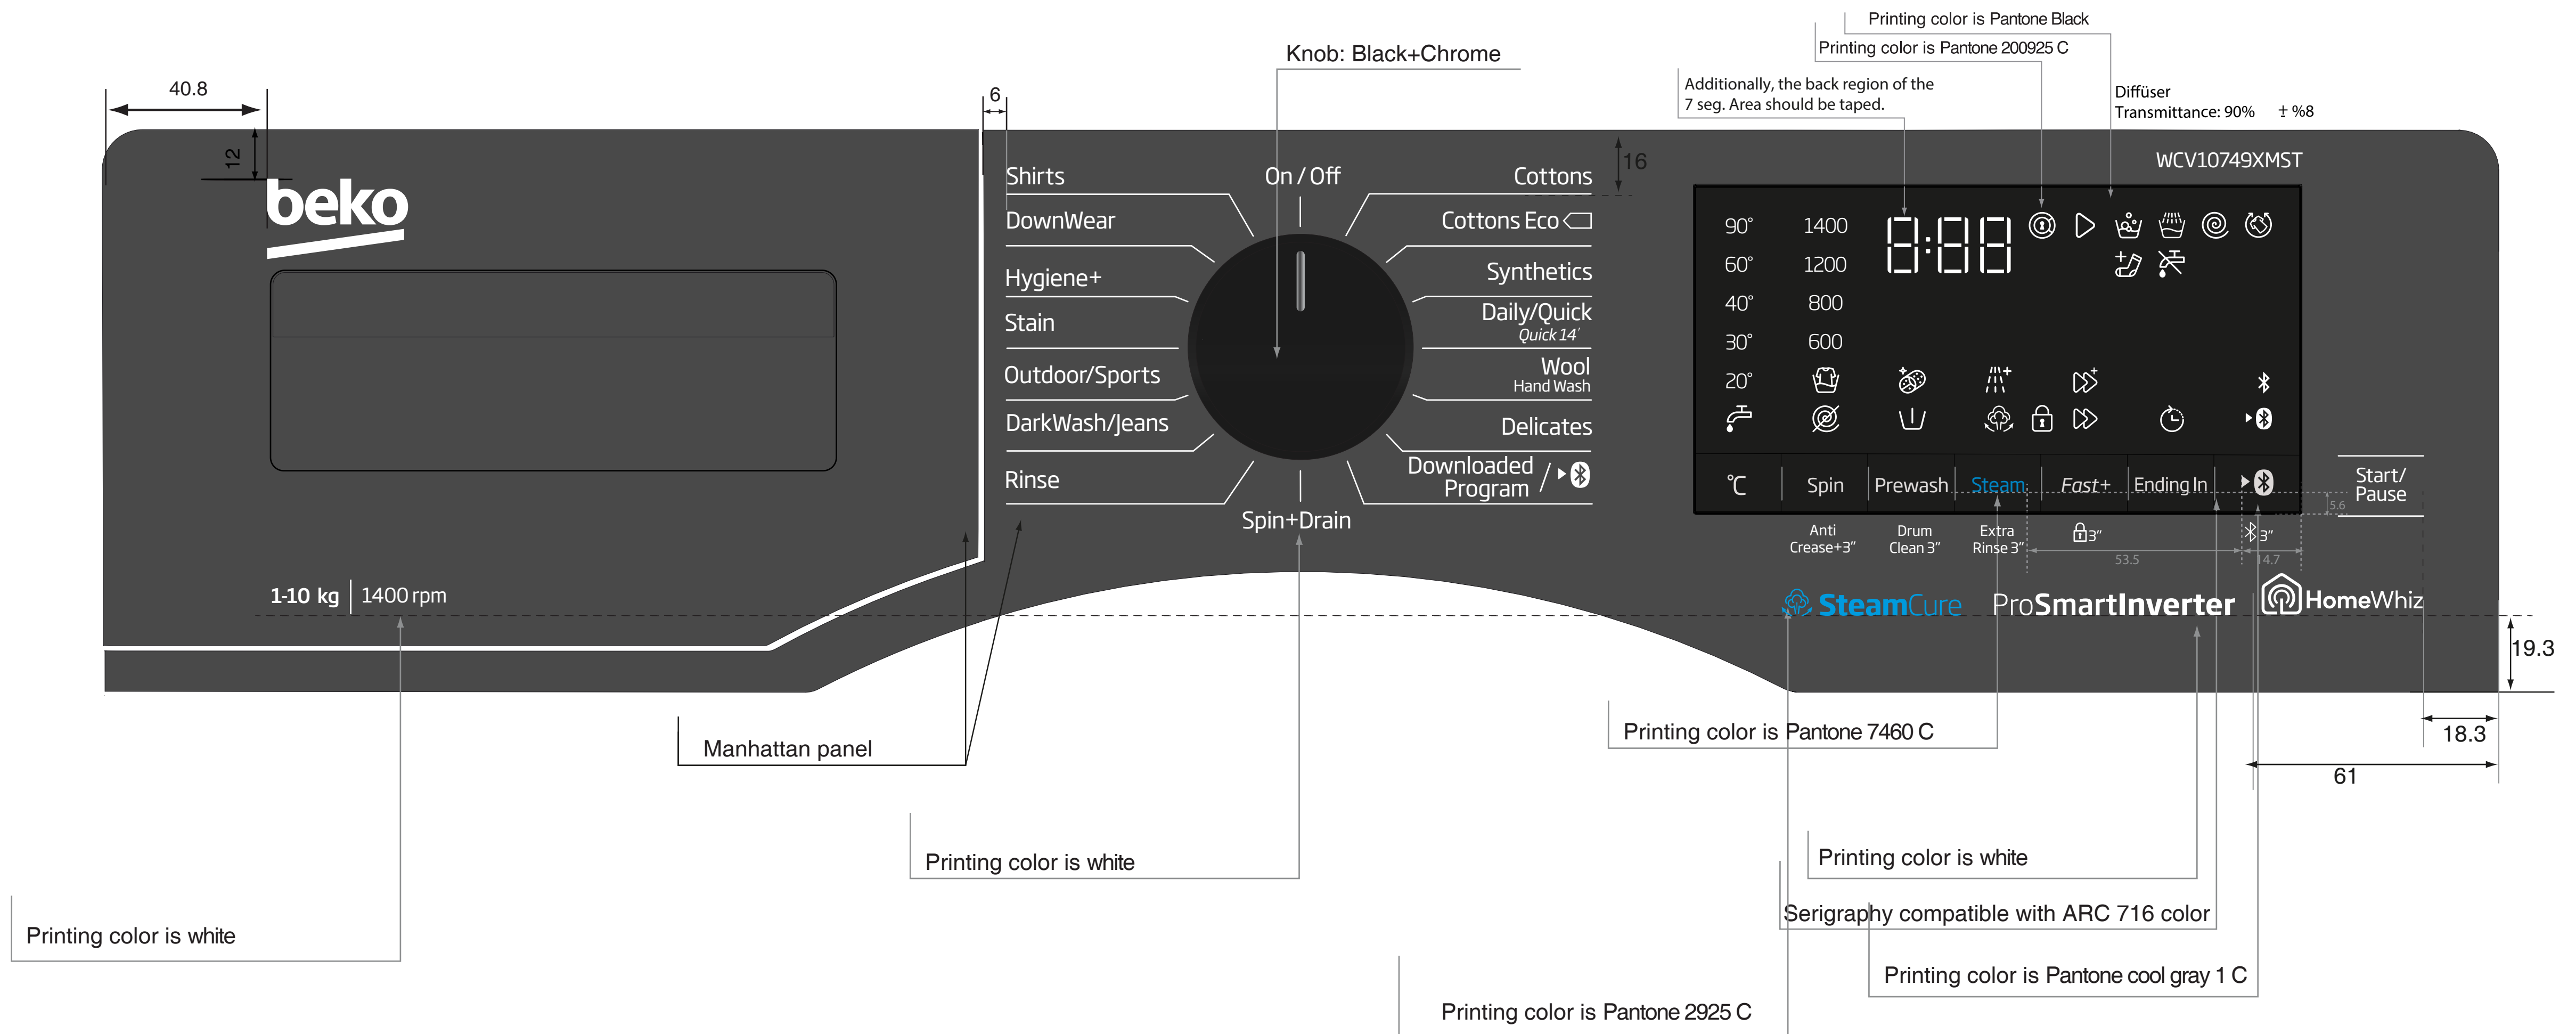 Printing color is Pantone Black
Printing color is Pantone 200925 C
Knob: Black+Chrome
Additionally, the back region of the
7 seg. Area should be taped.
Diffüser
Transmittance: 90% ± %8
40.8
6
12
16
WCV10749XMST
beko
Shirts
DownWear
Hygiene+
Stain
Outdoor/Sports
DarkWash/Jeans
Rinse
On / Off
Spin+Drain
Cottons
Cottons Eco
Synthetics
Daily/Quick
Quick 14'
Wool
Hand Wash
Delicates
Downloaded
Program /
90° 1400 8:88
60° 1200
40° 800
30° 600
20°
°C Spin Prewash Steam Fast+ Ending In
Start/
Pause
5.6
Anti
Crease+3”
Drum
Clean 3”
Extra
Rinse 3”
3”
3”
53.5
14.7
1-10 kg | 1400 rpm
SteamCure ProSmartInverter HomeWhiz
19.3
18.3
61
Manhattan panel
Printing color is Pantone 7460 C
Printing color is white
Printing color is white
Serigraphy compatible with ARC 716 color
Printing color is white
Printing color is Pantone cool gray 1 C
Printing color is Pantone 2925 C